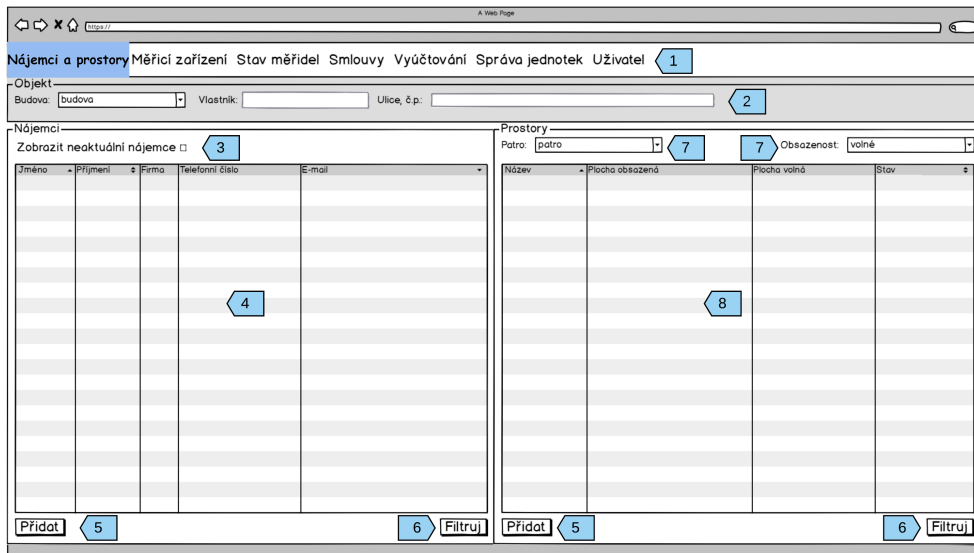 A Web Page
https://
Nájemci a prostory Měřicí zařízení Stav měřidel Smlouvy Vyúčtování Správa jednotek Uživatel 1
Objekt
Budova: budova Vlastník: Ulice, č.p.: 2
Nájemci
Zobrazit neaktuální nájemce 3
Jméno Příjmení Firma Telefonní číslo E-mail
4
Přidat 5 6 Filtruj
Prostory
Patro: patro 7 7 Obsazenost: volné
Název Plocha obsazená Plocha volná Stav
8
Přidat 5 6 Filtruj